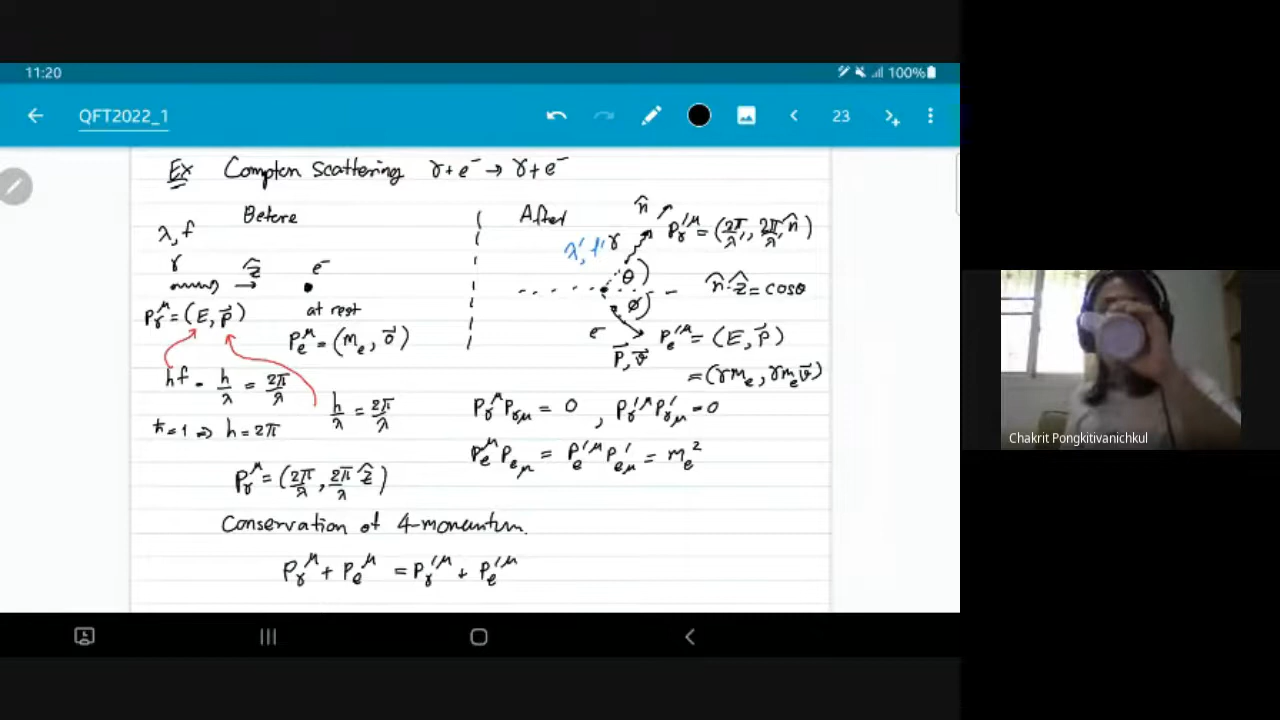 11:20 100%
QFT2022_1 23
Ex Compton Scattering γ+e⁻ → γ+e⁻
Before
λ, f
γ ẑ e⁻
P_γ^μ = (E, p⃗) at rest
P_e^μ = (m_e, 0⃗)
hf = h/λ = 2π/λ
h/λ = 2π/λ
ħ=1 ⇒ h=2π
P_γ^μ = (2π/λ, 2π/λ ẑ)
After
n̂
λ', f' γ P_γ'^μ = (2π/λ', 2π/λ' n̂)
θ n̂·ẑ = cosθ
φ
e⁻ P_e'^μ = (E, p⃗)
p⃗, v⃗
= (γm_e, γm_e v⃗)
P_γ^μ P_γμ = 0 , P_γ'^μ P_γ'μ = 0
P_e^μ P_eμ = P_e'^μ P_e'μ = m_e²
Conservation of 4-momentum.
P_γ^μ + P_e^μ = P_γ'^μ + P_e'^μ
Chakrit Pongkitivanichkul